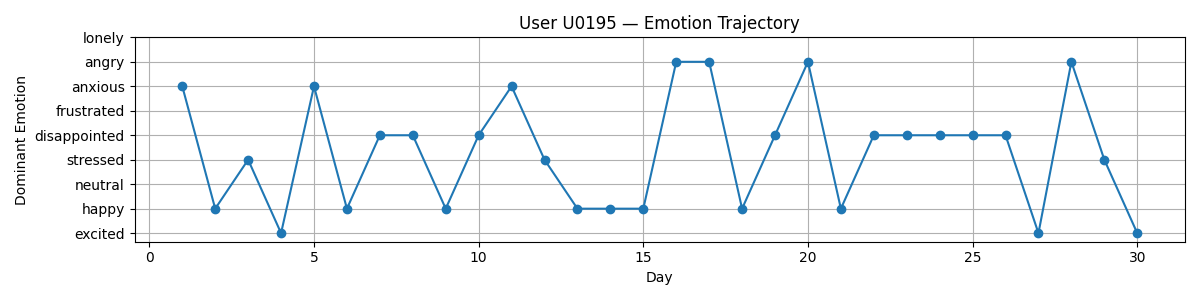 User U0195 — Emotion Trajectory
Dominant Emotion
lonely
angry
anxious
frustrated
disappointed
stressed
neutral
happy
excited
0 5 10 15 20 25 30
Day